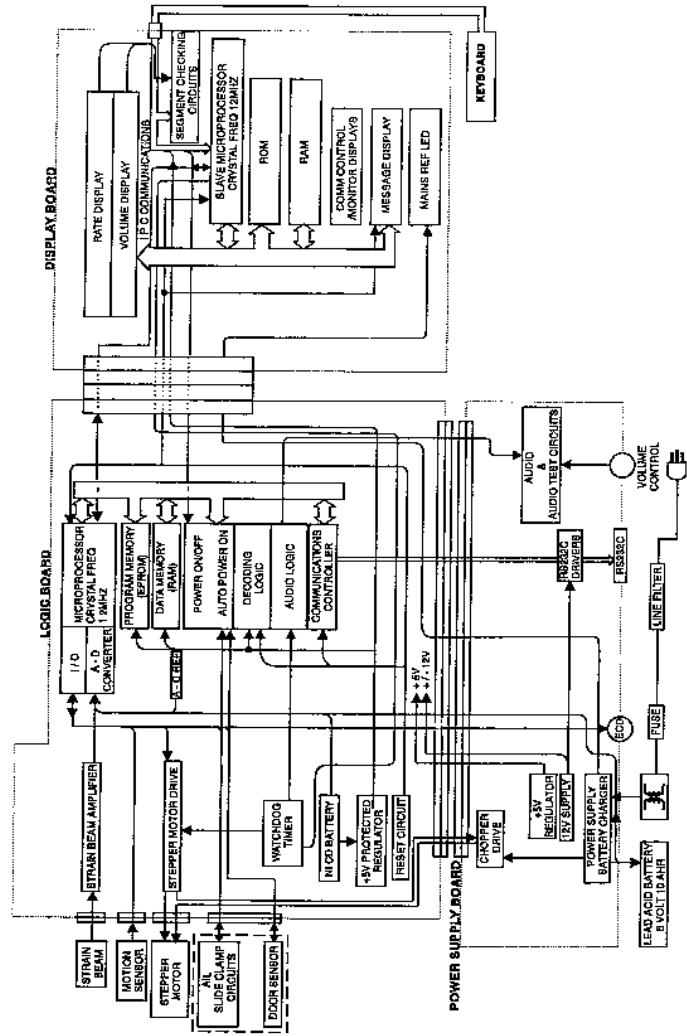 DISPLAY BOARD
RATE DISPLAY
VOLUME DISPLAY
I P C COMMUNICATIONS
SEGMENT CHECKING
CIRCUITS
SLAVE MICROPROCESSOR
CRYSTAL FREQ 12MHZ
ROM
RAM
COMM CONTROL
/MONITOR DISPLAYS
MESSAGE DISPLAY
MAINS REF LED
KEYBOARD
LOGIC BOARD
I / O
A - D
CONVERTER
MICROPROCESSOR
CRYSTAL FREQ
1 2MHZ
PROGRAM MEMORY
(EPROM)
DATA MEMORY
(RAM)
A - D REF
POWER ON/OFF
AUTO POWER ON
DECODING
LOGIC
AUDIO LOGIC
COMMUNICATIONS
CONTROLLER
STRAIN BEAM AMPLIFIER
STEPPER MOTOR DRIVE
WATCHDOG
TIMER
NI CD BATTERY
+5V PROTECTED
REGULATOR
RESET CIRCUIT
STRAIN
BEAM
MOTION
SENSOR
STEPPER
MOTOR
AIL
SLIDE CLAMP
CIRCUITS
DOOR SENSOR
POWER SUPPLY BOARD
+ 5V
+ / - 12V
CHOPPER
DRIVE
+5V
REGULATOR
12V SUPPLY
POWER SUPPLY
BATTERY CHARGER
LEAD ACID BATTERY
8 VOLT 10 AHR
ECD
FUSE
LINE FILTER
RS232C
DRIVERS
RS232C
AUDIO
&
AUDIO TEST CIRCUITS
VOLUME
CONTROL